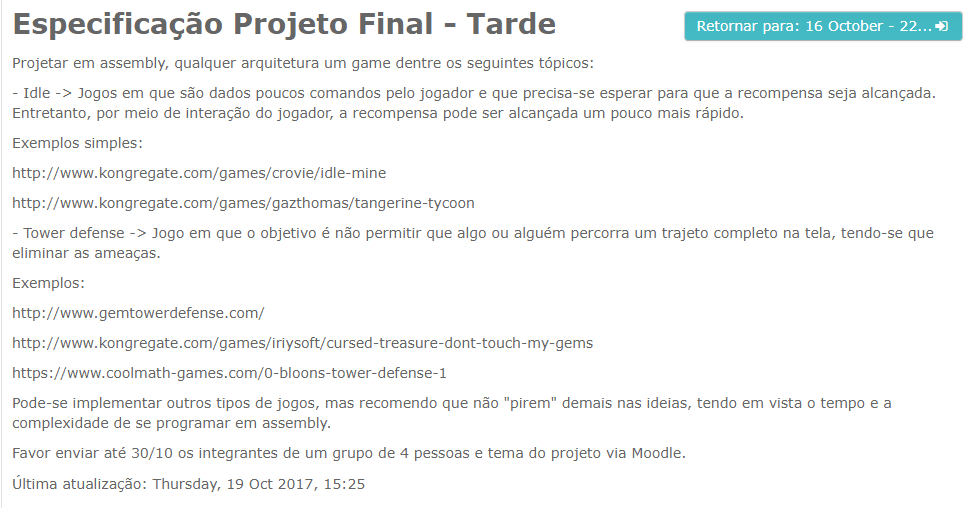 Especificação Projeto Final - Tarde
Retornar para: 16 October - 22...
Projetar em assembly, qualquer arquitetura um game dentre os seguintes tópicos:
- Idle -> Jogos em que são dados poucos comandos pelo jogador e que precisa-se esperar para que a recompensa seja alcançada.
Entretanto, por meio de interação do jogador, a recompensa pode ser alcançada um pouco mais rápido.
Exemplos simples:
http://www.kongregate.com/games/crovie/idle-mine
http://www.kongregate.com/games/gazthomas/tangerine-tycoon
- Tower defense -> Jogo em que o objetivo é não permitir que algo ou alguém percorra um trajeto completo na tela, tendo-se que
eliminar as ameaças.
Exemplos:
http://www.gemtowerdefense.com/
http://www.kongregate.com/games/iriysoft/cursed-treasure-dont-touch-my-gems
https://www.coolmath-games.com/0-bloons-tower-defense-1
Pode-se implementar outros tipos de jogos, mas recomendo que não "pirem" demais nas ideias, tendo em vista o tempo e a
complexidade de se programar em assembly.
Favor enviar até 30/10 os integrantes de um grupo de 4 pessoas e tema do projeto via Moodle.
Última atualização: Thursday, 19 Oct 2017, 15:25